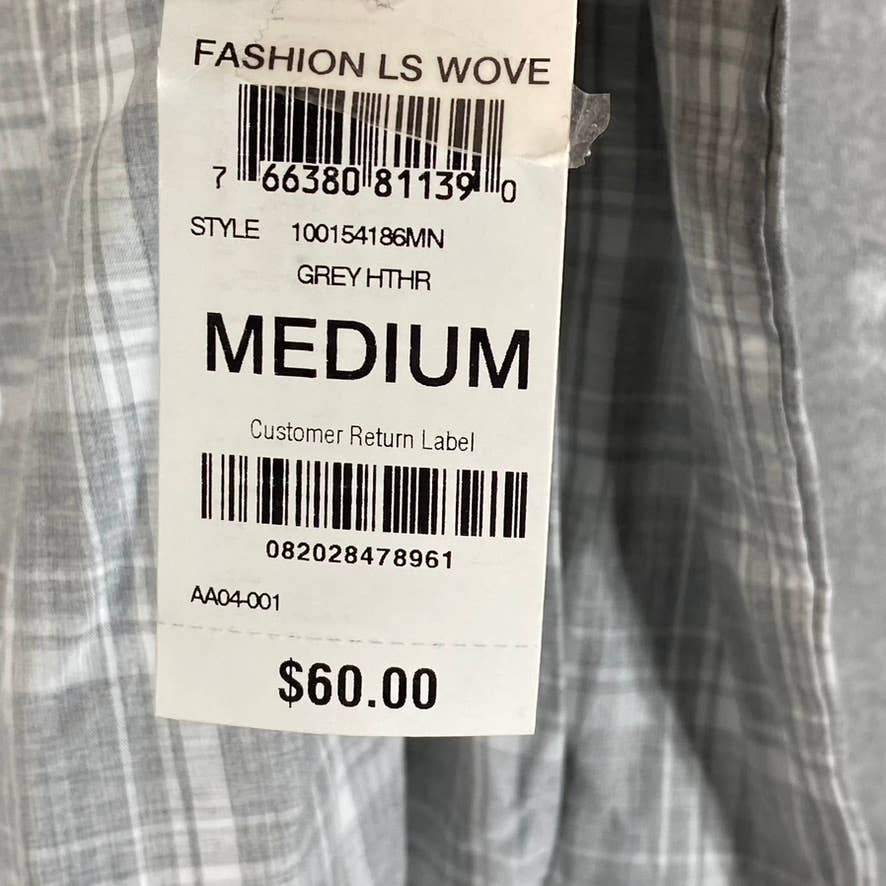 FASHION LS WOVE
7 66380 81139 0
STYLE 100154186MN
GREY HTHR
MEDIUM
Customer Return Label
082028478961
AA04-001
$60.00